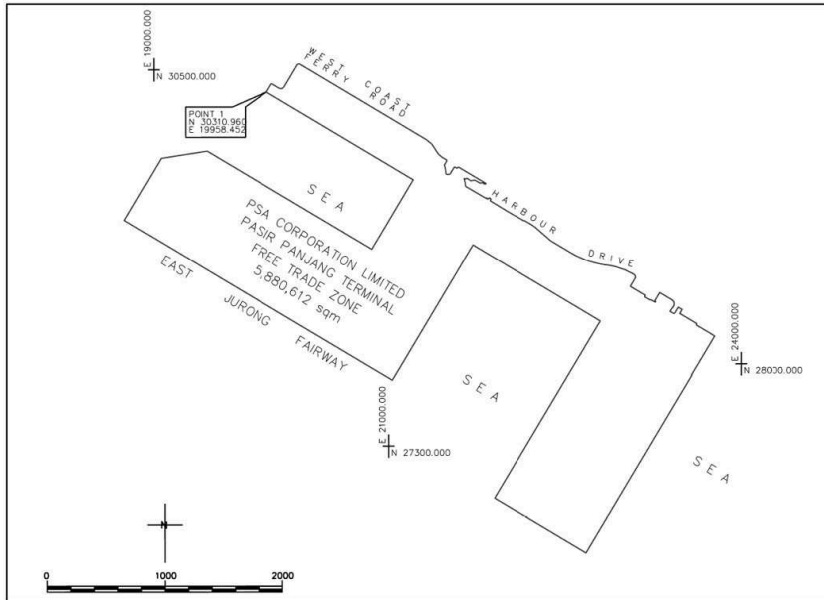 E 19000.000
N 30500.000
WEST COAST
FERRY ROAD
POINT 1
N 30310.960
E 19958.452
SEA
HARBOUR DRIVE
PSA CORPORATION LIMITED
PASIR PANJANG TERMINAL
FREE TRADE ZONE
5,880,612 sqm
EAST JURONG FAIRWAY
E 24000.000
N 28000.000
SEA
E 21000.000
N 27300.000
SEA
N
0 1000 2000